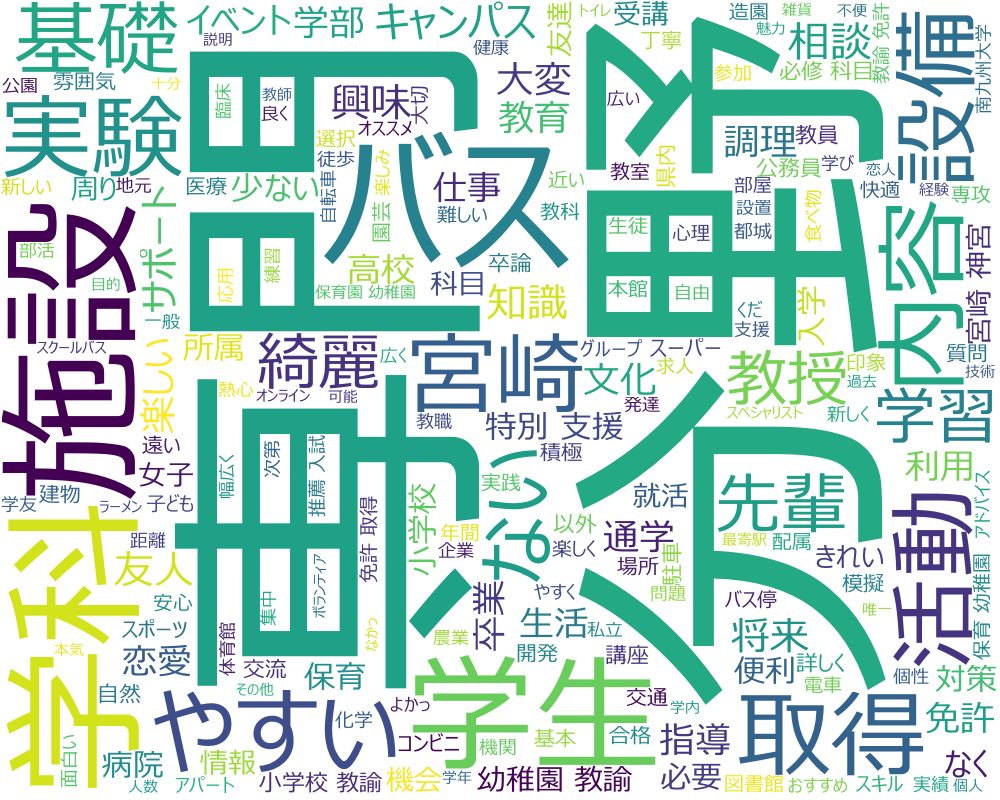 基礎
イベント
学部
キャンパス
説明
健康
友達
受講
丁寧
造園
雑貨
魅力
不便
トイレ
相談
必修 科目
教諭 免許
設備
南九州大学
公園
雰囲気
十分
実験
専門
臨床
教師
良く
興味
大切
オススメ
大変
教育
選択
徒歩
自転車
楽しみ
バス
分野
参加
広い
調理
教員
県内
公務員
学び
恋人
経験
新しい
周り
地元
医療
少ない
園芸
難しい
仕事
近い
教科
教室
部屋
設置
都城
快適
専攻
食べ物
施設
部活
目的
サポート
一般
応用
練習
高校
保育園 幼稚園
科目
卒論
知識
生徒
心理
本館
自由
くだ
支援
入学
内容
宮崎 神宮
スクールバス
楽しい
所属
熱心
綺麗
広く
オンライン
可能
宮崎
グループ
スーパー
文化
求人
発達
教授
印象
過去
質問
技術
スペシャリスト
新しく
学習
遠い
女子
幅広く
次第
推薦 入試
教職
特別 支援
積極
実践
ない
就活
先輩
利用
学友
建物
ラーメン
子ども
距離
友人
集中
ボランティア
免許 取得
小学校
年間
企業
以外
楽しく
通学
場所
駐車
最寄駅
配属
きれい
活動
アドバイス
保育 幼稚園
学科
安心
スポーツ
体育館
なかっ
農業
卒業
やすく
生活
私立
問題
バス停
模擬
唯一
本気
恋愛
交流
保育
開発
講座
将来
便利
詳しく
個性
対策
自然
その他
やすい
化学
よかっ
学生
交通
学内
電車
取得
免許
面白い
病院
情報
コンビニ
機関
基本
合格
指導
なく
人数
アパート
小学校 教諭
機会
学年
幼稚園 教諭
必要
図書館
おすすめ
スキル
実績
個人